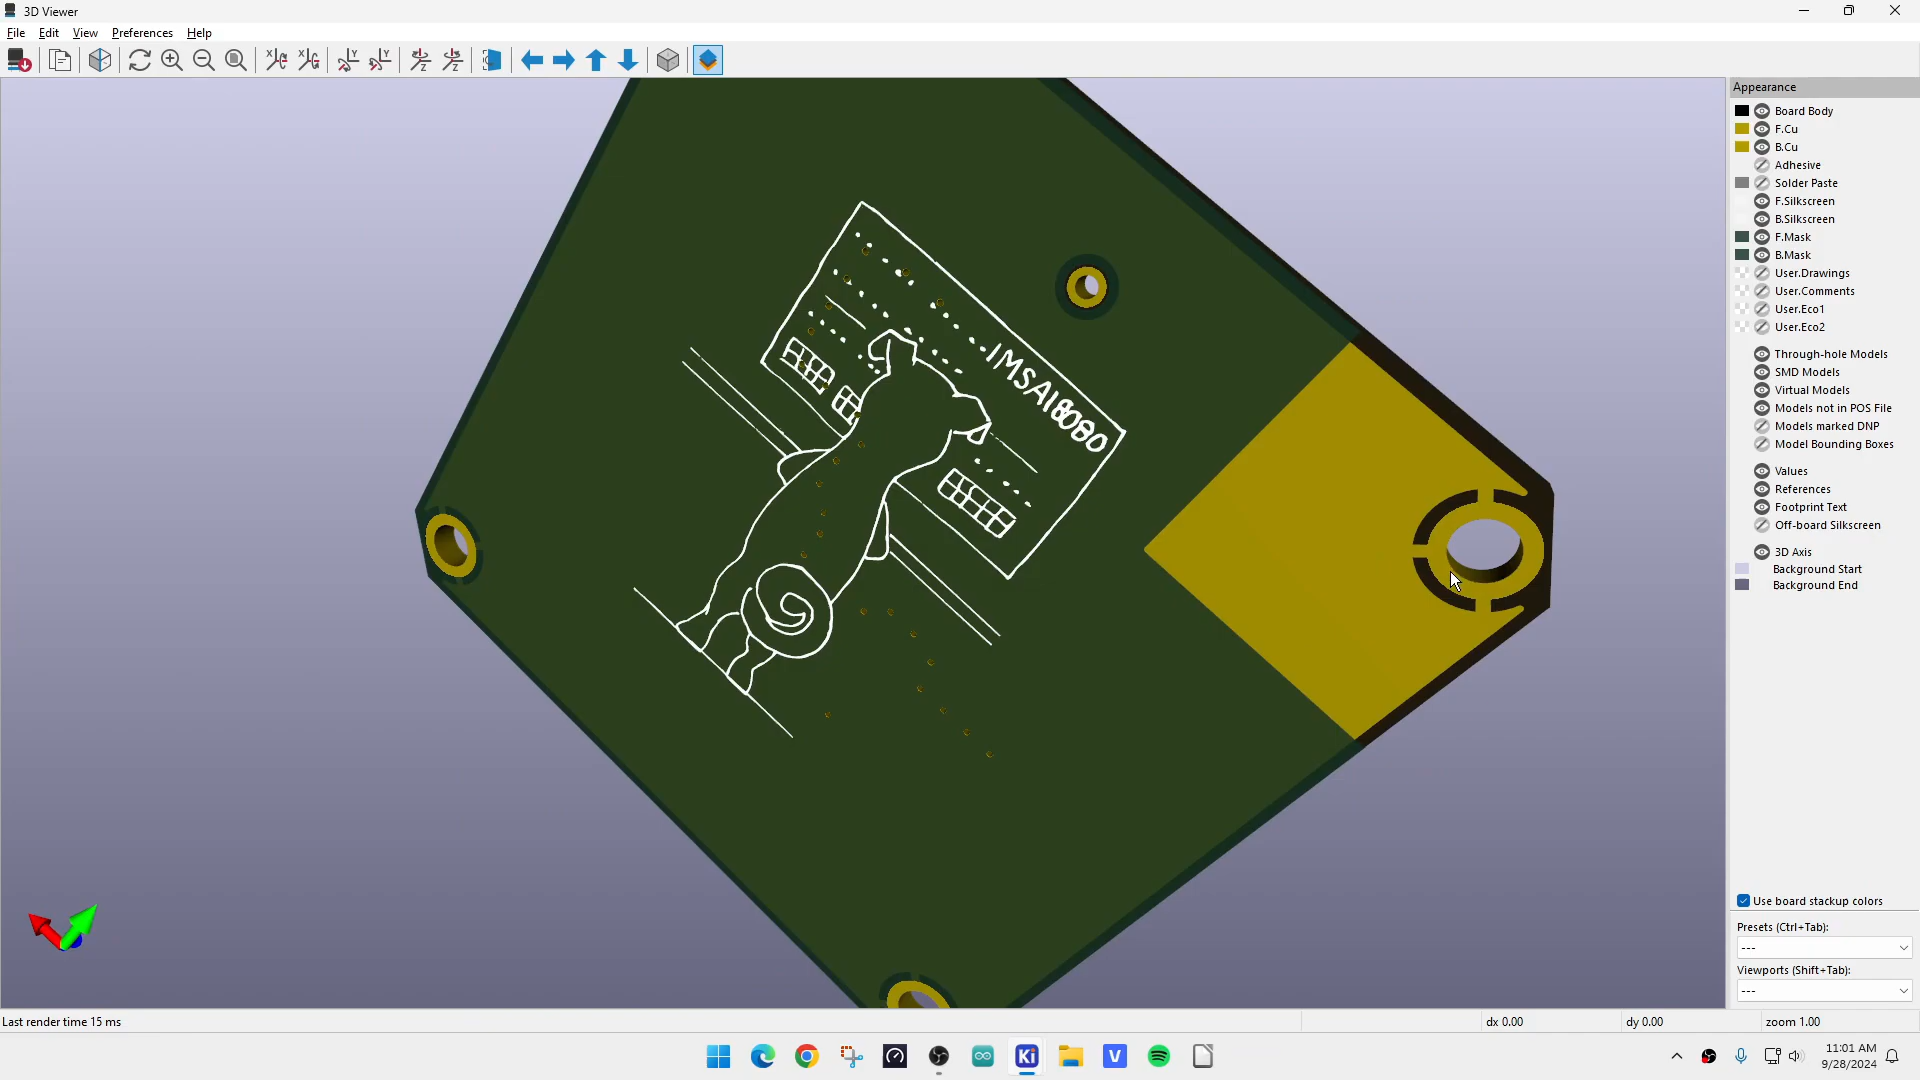 3D Viewer
File Edit View Preferences Help
Appearance
Board Body
F.Cu
B.Cu
Adhesive
Solder Paste
F.Silkscreen
B.Silkscreen
F.Mask
B.Mask
User.Drawings
User.Comments
User.Eco1
User.Eco2
Through-hole Models
SMD Models
Virtual Models
Models not in POS File
Models marked DNP
Model Bounding Boxes
Values
References
Footprint Text
Off-board Silkscreen
3D Axis
Background Start
Background End
IMSAI8080
Use board stackup colors
Presets (Ctrl+Tab):
---
Viewports (Shift+Tab):
---
Last render time 15 ms
dx 0.00
dy 0.00
zoom 1.00
Ki
V
11:01 AM
9/28/2024